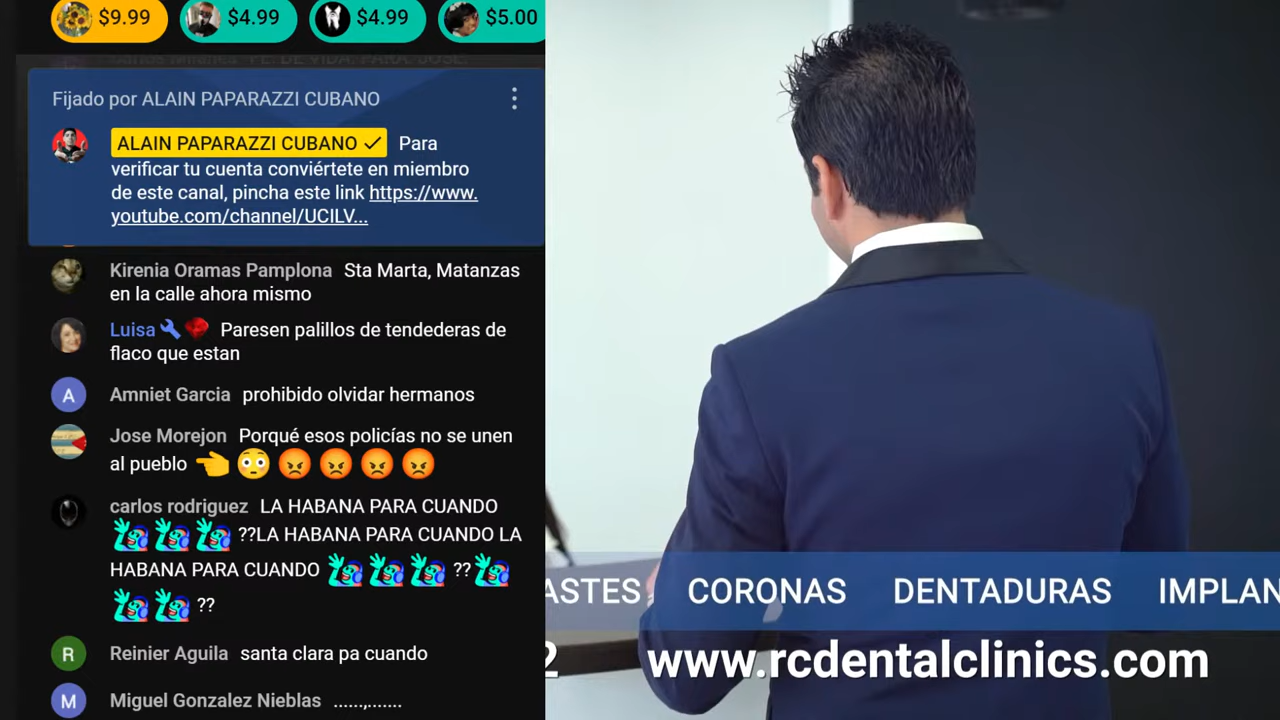 $9.99 $4.99 $4.99 $5.00
Fijado por ALAIN PAPARAZZI CUBANO
ALAIN PAPARAZZI CUBANO Para
verificar tu cuenta conviértete en miembro
de este canal, pincha este link https://www.
youtube.com/channel/UCILV...
Kirenia Oramas Pamplona Sta Marta, Matanzas
en la calle ahora mismo
Luisa Paresen palillos de tendederas de
flaco que estan
A Amniet Garcia prohibido olvidar hermanos
Jose Morejon Porqué esos policías no se unen
al pueblo 👈😳😡😡😡😡
carlos rodriguez LA HABANA PARA CUANDO
??LA HABANA PARA CUANDO LA
HABANA PARA CUANDO ??
??
R Reinier Aguila santa clara pa cuando
M Miguel Gonzalez Nieblas ......,.......
ASTES CORONAS DENTADURAS IMPLAN
2 www.rcdentalclinics.com